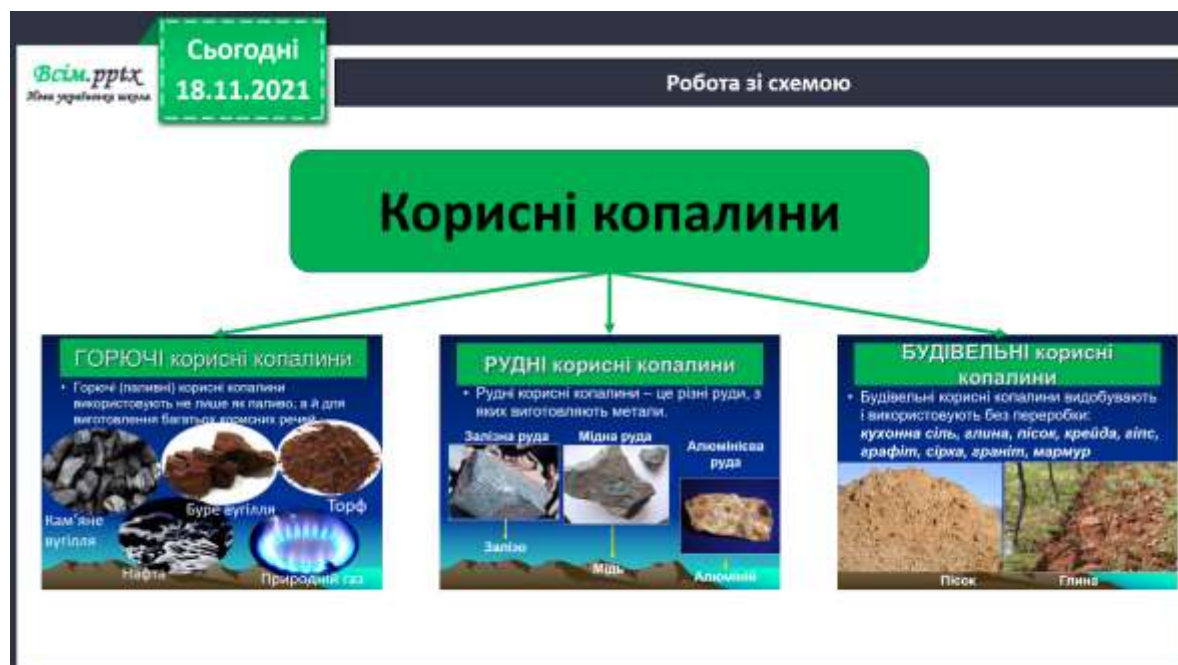 Всім.pptx
Нова українська школа
Сьогодні
18.11.2021
Робота зі схемою
Корисні копалини
ГОРЮЧІ корисні копалини
• Горючі (паливні) корисні копалини
використовують не лише як паливо, а й для
виготовлення багатьох корисних речей
Кам'яне
вугілля
Буре вугілля
Торф
Нафта
Природній газ
РУДНІ корисні копалини
• Рудні корисні копалини – це різні руди, з
яких виготовляють метали.
Залізна руда
Мідна руда
Алюмінієва
руда
Залізо
Мідь
Алюміній
БУДІВЕЛЬНІ корисні
копалини
• Будівельні корисні копалини видобувають
і використовують без переробки:
кухонна сіль, глина, пісок, крейда, гіпс,
графіт, сірка, граніт, мармур
Пісок
Глина